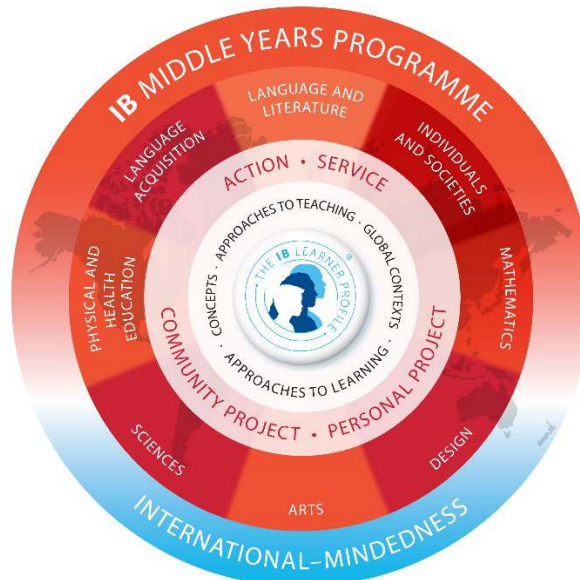 IB MIDDLE YEARS PROGRAMME
LANGUAGE AND
LITERATURE
INDIVIDUALS
AND SOCIETIES
MATHEMATICS
DESIGN
ARTS
SCIENCES
PHYSICAL AND
HEALTH
EDUCATION
LANGUAGE
ACQUISITION
ACTION • SERVICE
COMMUNITY PROJECT • PERSONAL PROJECT
APPROACHES TO TEACHING · GLOBAL CONTEXTS ·
APPROACHES TO LEARNING · CONCEPTS ·
• THE IB LEARNER PROFILE •
®
INTERNATIONAL–MINDEDNESS